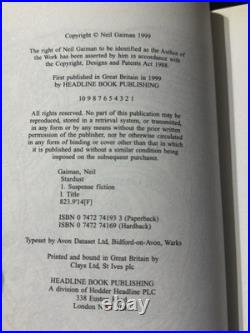 Copyright © Neil Gaiman 1999
The right of Neil Gaiman to be identified as the Author of
the Work has been asserted by him in accordance with
the Copyright, Designs and Patents Act 1988.
First published in Great Britain in 1999
by HEADLINE BOOK PUBLISHING
10 9 8 7 6 5 4 3 2 1
All rights reserved. No part of this publication may be
reproduced, stored in a retrieval system, or transmitted,
in any form or by any means without the prior written
permission of the publisher, nor be otherwise circulated
in any form of binding or cover other than that in which
it is published and without a similar condition being
imposed on the subsequent purchaser.
Gaiman, Neil
Stardust
1. Suspense fiction
I. Title
823.9'14[F]
ISBN 0 7472 74193 3 (Paperback)
ISBN 0 7472 74169 (Hardback)
Typeset by Avon Dataset Ltd, Bidford-on-Avon, Warks
Printed and bound in Great Britain by
Clays Ltd, St Ives plc
HEADLINE BOOK PUBLISHING
A division of Hodder Headline PLC
338 Euston
London N